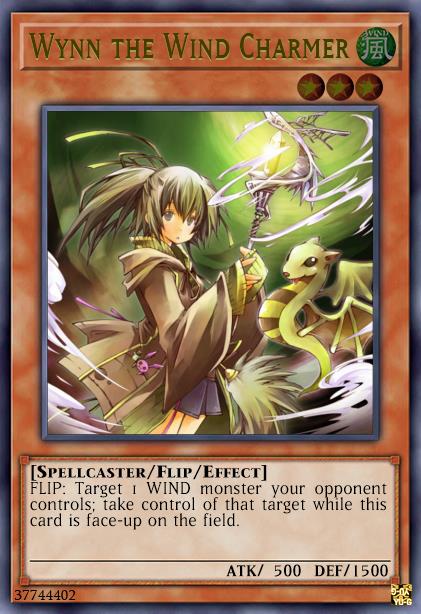 WYNN THE WIND CHARMER
WIND
風
[SPELLCASTER/FLIP/EFFECT]
FLIP: Target 1 WIND monster your opponent
controls; take control of that target while this
card is face-up on the field.
ATK/ 500 DEF/1500
37744402